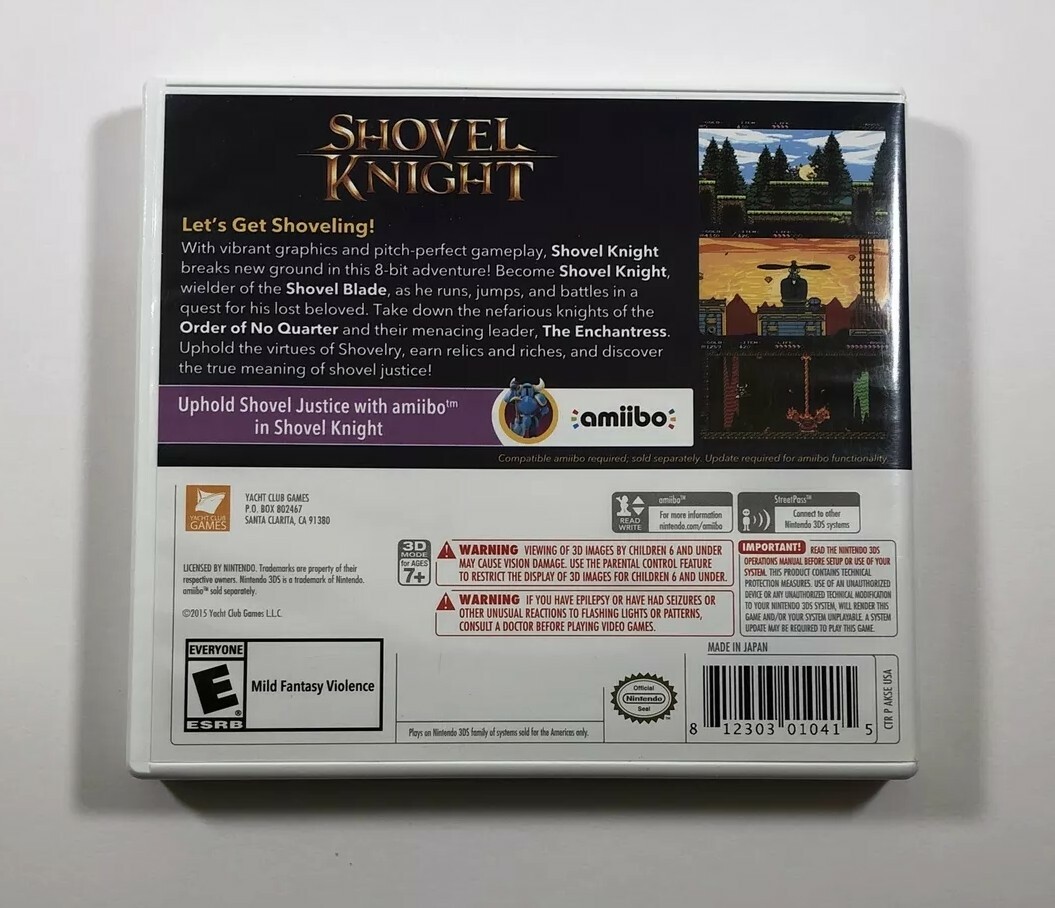 SHOVEL
KNIGHT
Let's Get Shoveling!
With vibrant graphics and pitch-perfect gameplay, Shovel Knight
breaks new ground in this 8-bit adventure! Become Shovel Knight,
wielder of the Shovel Blade, as he runs, jumps, and battles in a
quest for his lost beloved. Take down the nefarious knights of the
Order of No Quarter and their menacing leader, The Enchantress.
Uphold the virtues of Shovelry, earn relics and riches, and discover
the true meaning of shovel justice!
Uphold Shovel Justice with amiibo™
in Shovel Knight
amiibo
Compatible amiibo required; sold separately. Update required for amiibo functionality.
YACHT CLUB
GAMES
YACHT CLUB GAMES
P.O. BOX 802467
SANTA CLARITA, CA 91380
READ
WRITE
amiibo™
For more information
nintendo.com/amiibo
StreetPass™
Connect to other
Nintendo 3DS systems
LICENSED BY NINTENDO. Trademarks are property of their
respective owners. Nintendo 3DS is a trademark of Nintendo.
amiibo™ sold separately.
©2015 Yacht Club Games L.L.C.
3D
MODE
for AGES
7+
WARNING VIEWING OF 3D IMAGES BY CHILDREN 6 AND UNDER
MAY CAUSE VISION DAMAGE. USE THE PARENTAL CONTROL FEATURE
TO RESTRICT THE DISPLAY OF 3D IMAGES FOR CHILDREN 6 AND UNDER.
WARNING IF YOU HAVE EPILEPSY OR HAVE HAD SEIZURES OR
OTHER UNUSUAL REACTIONS TO FLASHING LIGHTS OR PATTERNS,
CONSULT A DOCTOR BEFORE PLAYING VIDEO GAMES.
IMPORTANT! READ THE NINTENDO 3DS
OPERATIONS MANUAL BEFORE SETUP OR USE OF YOUR
SYSTEM. THIS PRODUCT CONTAINS TECHNICAL
PROTECTION MEASURES. USE OF AN UNAUTHORIZED
DEVICE OR ANY UNAUTHORIZED TECHNICAL MODIFICATION
TO YOUR NINTENDO 3DS SYSTEM, WILL RENDER THIS
GAME AND/OR YOUR SYSTEM UNPLAYABLE. A SYSTEM
UPDATE MAY BE REQUIRED TO PLAY THIS GAME.
MADE IN JAPAN
EVERYONE
E
®
ESRB
Mild Fantasy Violence
Plays on Nintendo 3DS family of systems sold for the Americas only.
Official
Nintendo
Seal
8 12303 01041 5
CTR P AKSE USA